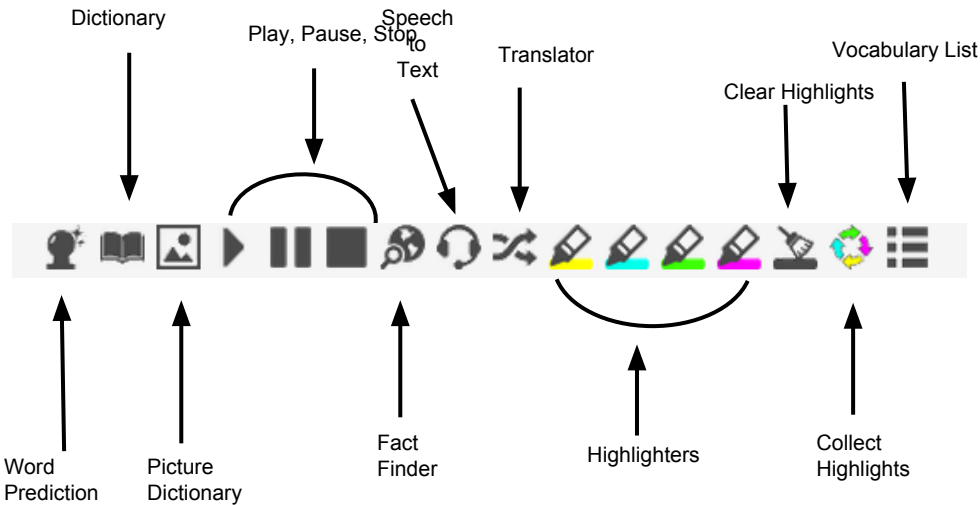 Dictionary
Play, Pause, Stop
Speech
to
Text
Translator
Clear Highlights
Vocabulary List
Word
Prediction
Picture
Dictionary
Fact
Finder
Highlighters
Collect
Highlights